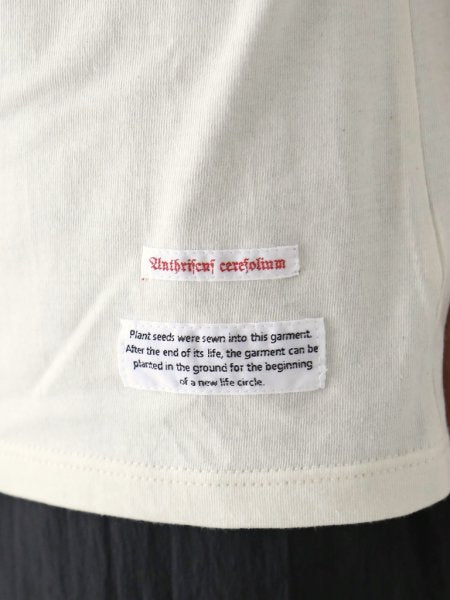 Anthriſcuſ cerefolium
Plant seeds were sewn into this garment.
After the end of its life, the garment can be
planted in the ground for the beginning
of a new life circle.